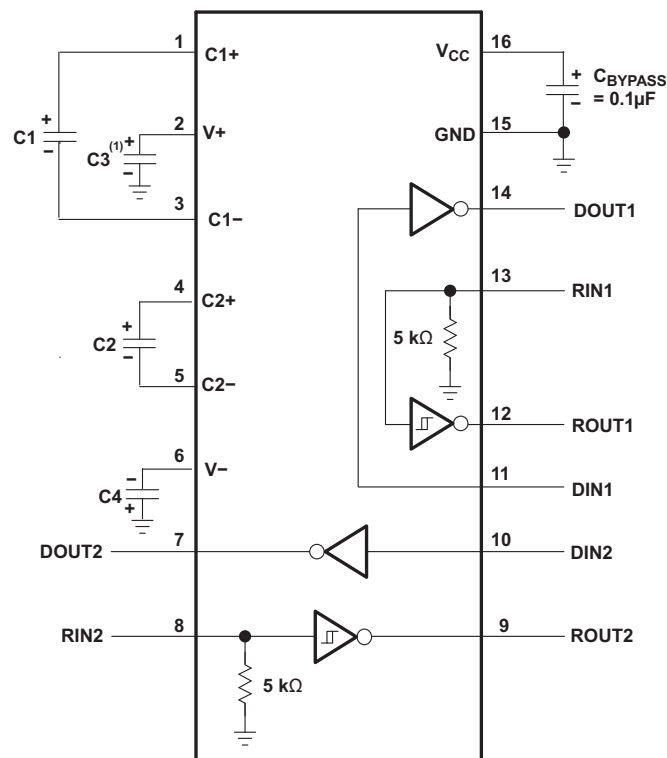 1 C1+
C1 + -
2 V+
C3(1) + -
3 C1−
4 C2+
C2 + -
5 C2−
6 V−
C4 - +
DOUT2 7
RIN2 8
5 kΩ
VCC 16
+ - CBYPASS
= 0.1µF
GND 15
14 DOUT1
13 RIN1
5 kΩ
12 ROUT1
11 DIN1
10 DIN2
9 ROUT2